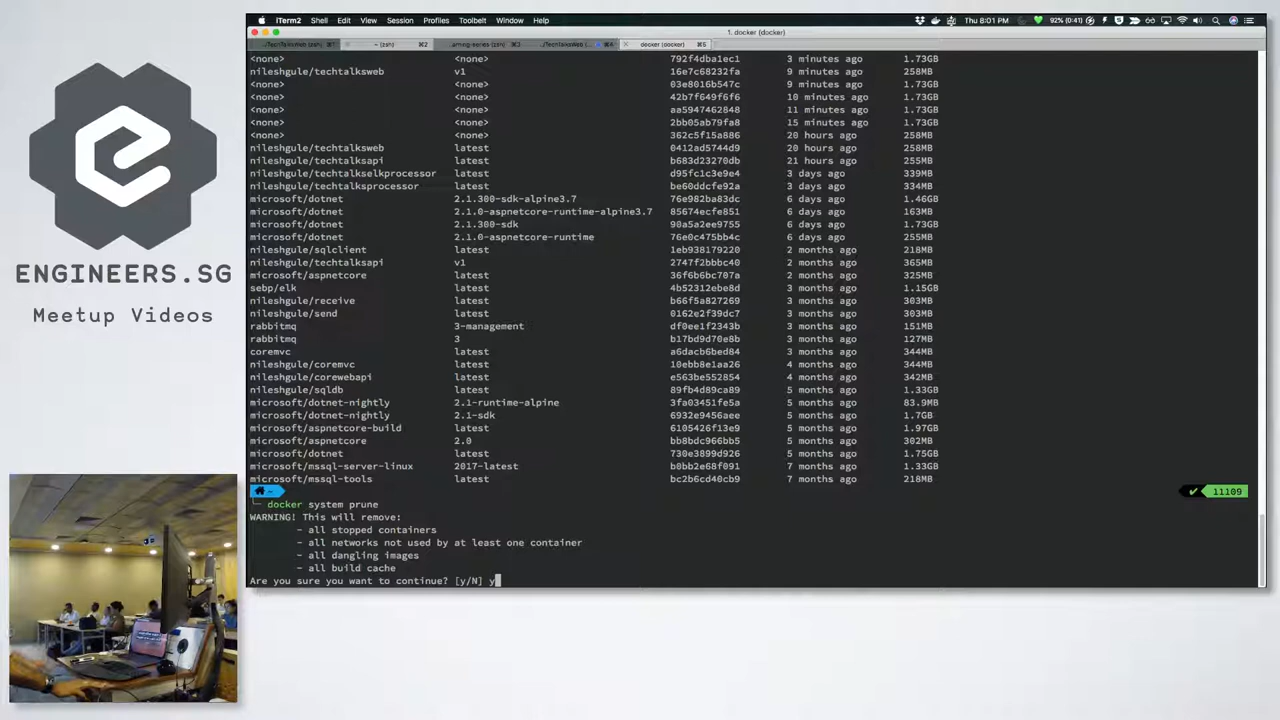 iTerm2 Shell Edit View Session Profiles Toolbelt Window Help 92% (0:41) Thu 8:01 PM
1. docker (docker)
../TechTalksWeb (zsh) ⌘1 ~ (zsh) ⌘2 ..aming-series (zsh) ⌘3 ../TechTalksWeb ( ⌘4 docker (docker) ⌘5
<none> <none> 792f4dba1ec1 3 minutes ago 1.73GB
nileshgule/techtalksweb v1 16e7c68232fa 9 minutes ago 258MB
<none> <none> 03e8016b547c 9 minutes ago 1.73GB
<none> <none> 42b7f649f6f6 10 minutes ago 1.73GB
<none> <none> aa5947462848 11 minutes ago 1.73GB
<none> <none> 2bb05ab79fa8 15 minutes ago 1.73GB
<none> <none> 362c5f15a886 20 hours ago 258MB
nileshgule/techtalksweb latest 0412ad5744d9 20 hours ago 258MB
nileshgule/techtalksapi latest b683d23270db 21 hours ago 255MB
nileshgule/techtalkselkprocessor latest d95fc1c3e9e4 3 days ago 339MB
nileshgule/techtalksprocessor latest be60ddcfe92a 3 days ago 334MB
microsoft/dotnet 2.1.300-sdk-alpine3.7 76e982ba83dc 6 days ago 1.46GB
microsoft/dotnet 2.1.0-aspnetcore-runtime-alpine3.7 85674ecfe851 6 days ago 163MB
microsoft/dotnet 2.1.300-sdk 90a5a2ee9755 6 days ago 1.73GB
microsoft/dotnet 2.1.0-aspnetcore-runtime 76e0c475bb4c 6 days ago 255MB
nileshgule/sqlclient latest 1eb938179220 2 months ago 218MB
nileshgule/techtalksapi v1 2747f2bbbc40 2 months ago 365MB
microsoft/aspnetcore latest 36f6b6bc707a 2 months ago 325MB
sebp/elk latest 4b52312ebe8d 3 months ago 1.15GB
nileshgule/receive latest b66f5a827269 3 months ago 303MB
nileshgule/send latest 0162e2f39dc7 3 months ago 303MB
rabbitmq 3-management df0ee1f2343b 3 months ago 151MB
rabbitmq 3 b17bd9d70e8b 3 months ago 127MB
coremvc latest a6dacb6bed84 3 months ago 344MB
nileshgule/coremvc latest 10ebb8e1aa26 4 months ago 344MB
nileshgule/corewebapi latest e563be552854 4 months ago 342MB
nileshgule/sqldb latest 89fb4d89ca89 5 months ago 1.33GB
microsoft/dotnet-nightly 2.1-runtime-alpine 3fa03451fe5a 5 months ago 83.9MB
microsoft/dotnet-nightly 2.1-sdk 6932e9456aee 5 months ago 1.7GB
microsoft/aspnetcore-build latest 6105426f13e9 5 months ago 1.97GB
microsoft/aspnetcore 2.0 bb8bdc966bb5 5 months ago 302MB
microsoft/dotnet latest 730e3899d926 5 months ago 1.75GB
microsoft/mssql-server-linux 2017-latest b0bb2e68f091 7 months ago 1.33GB
microsoft/mssql-tools latest bc2b6cd40cb9 7 months ago 218MB
~ ✔ 11109
docker system prune
WARNING! This will remove:
- all stopped containers
- all networks not used by at least one container
- all dangling images
- all build cache
Are you sure you want to continue? [y/N] y
ENGINEERS.SG
Meetup Videos